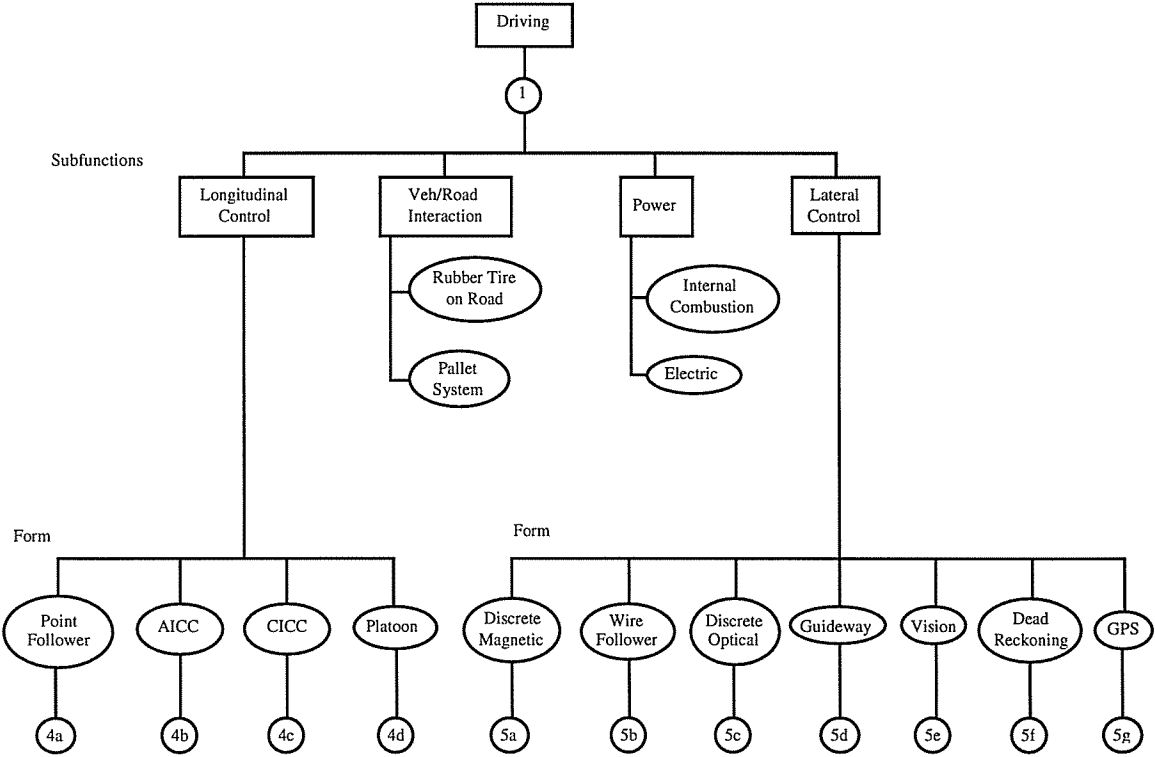 Driving
1
Subfunctions
Longitudinal
Control
Veh/Road
Interaction
Power
Lateral
Control
Rubber Tire
on Road
Internal
Combustion
Pallet
System
Electric
Form
Form
Point
Follower
AICC
CICC
Platoon
Discrete
Magnetic
Wire
Follower
Discrete
Optical
Guideway
Vision
Dead
Reckoning
GPS
4a
4b
4c
4d
5a
5b
5c
5d
5e
5f
5g